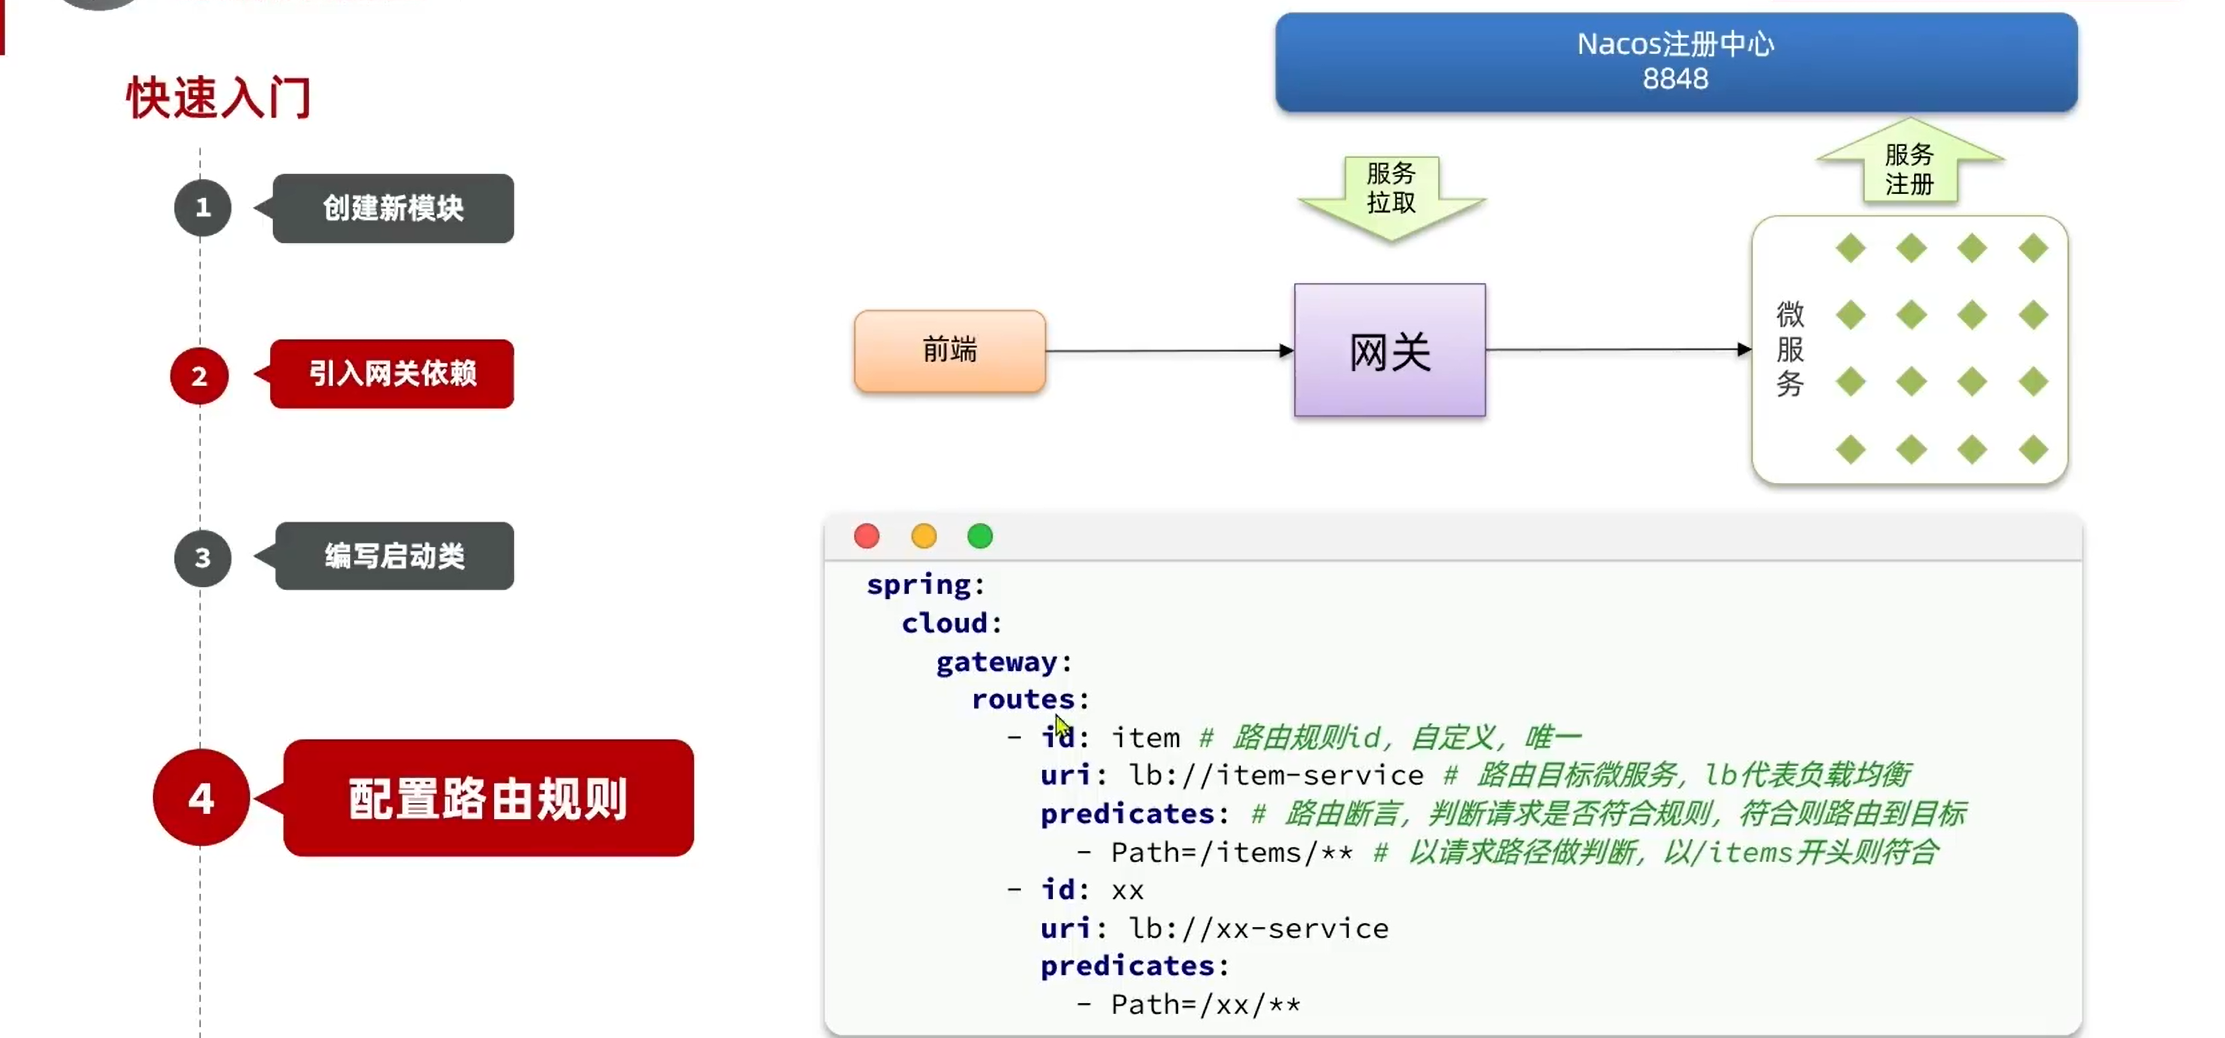 快速入门
1
创建新模块
2
引入网关依赖
3
编写启动类
4
配置路由规则
Nacos注册中心
8848
服务
拉取
服务
注册
前端
网关
微
服
务
spring:
cloud:
gateway:
routes:
- id: item # 路由规则id，自定义，唯一
uri: lb://item-service # 路由目标微服务，lb代表负载均衡
predicates: # 路由断言，判断请求是否符合规则，符合则路由到目标
- Path=/items/** # 以请求路径做判断，以/items开头则符合
- id: xx
uri: lb://xx-service
predicates:
- Path=/xx/**